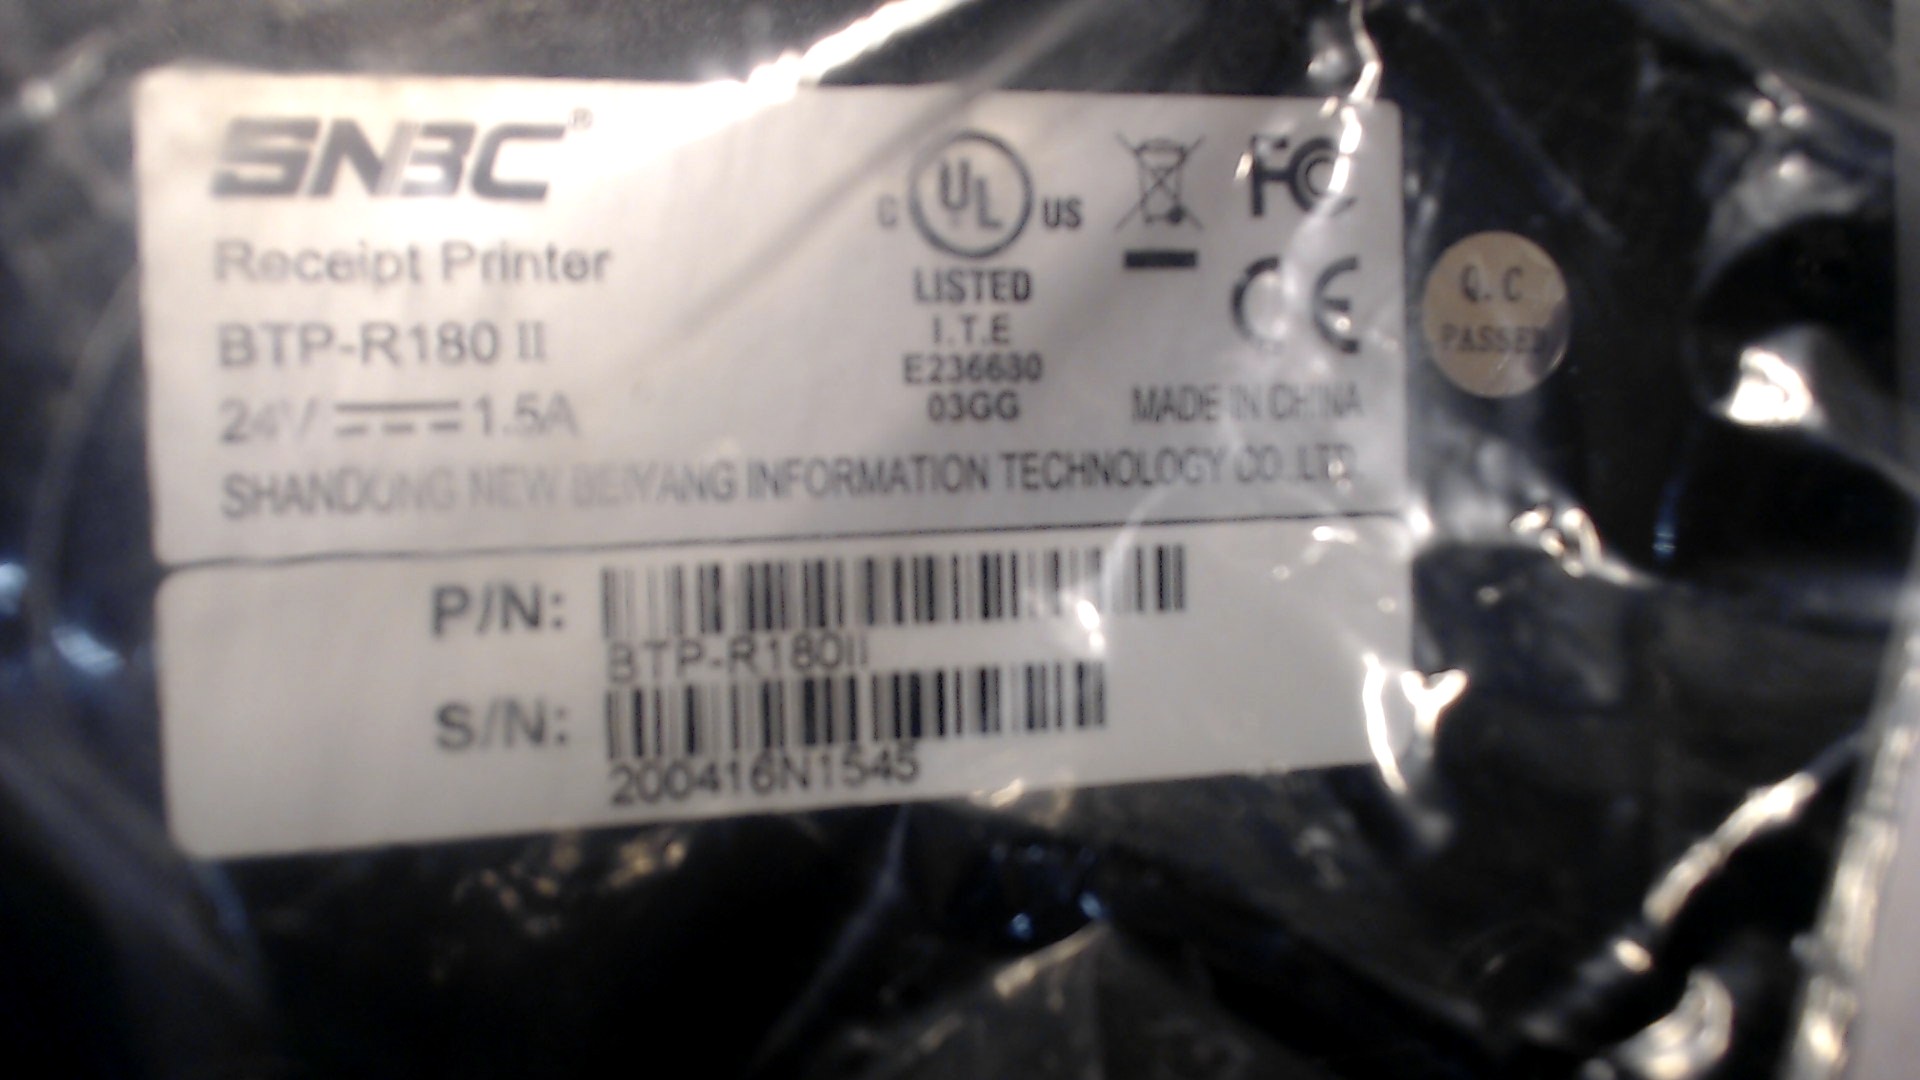 SNBC®
Receipt Printer
BTP-R180 II
24V 1.5A
C UL US
LISTED
I.T.E
E236680
03GG
FC
CE
MADE IN CHINA
SHANDONG NEW BEIYANG INFORMATION TECHNOLOGY CO.,LTD.
P/N:
BTP-R180II
S/N:
200416N1545
Q.C
PASSED